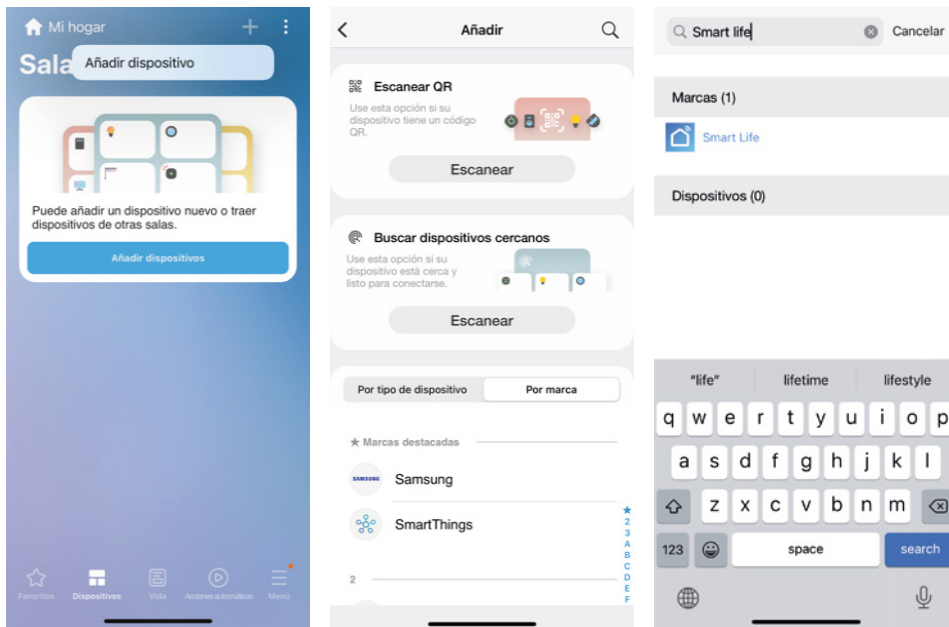 Mi hogar
Sala
Añadir dispositivo
Puede añadir un dispositivo nuevo o traer
dispositivos de otras salas.
Añadir dispositivos
Favoritos
Dispositivos
Vida
Acciones automáticas
Menú
Añadir
Escanear QR
Use esta opción si su
dispositivo tiene un código
QR.
Escanear
Buscar dispositivos cercanos
Use esta opción si su
dispositivo está cerca y
listo para conectarse.
Escanear
Por tipo de dispositivo
Por marca
★ Marcas destacadas
SAMSUNG
Samsung
SmartThings
2
★
2
3
A
B
C
D
E
F
Smart life
Cancelar
Marcas (1)
Smart Life
Dispositivos (0)
"life"
lifetime
lifestyle
q w e r t y u i o p
a s d f g h j k l
z x c v b n m
123
space
search